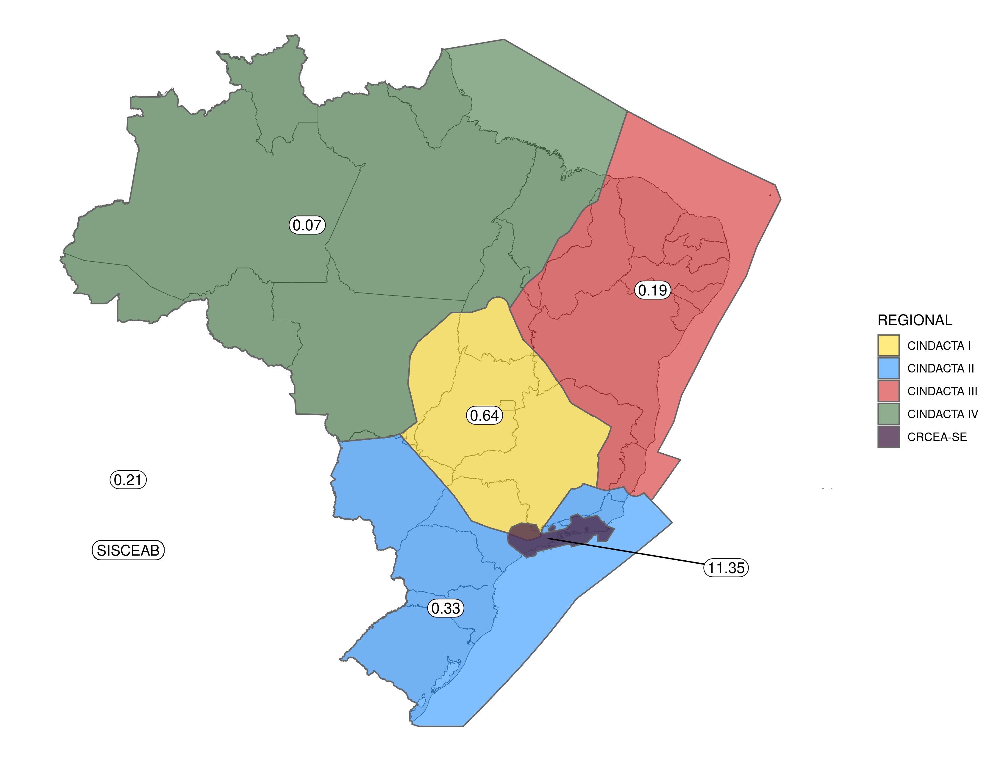 0.07
0.19
REGIONAL
CINDACTA I
CINDACTA II
CINDACTA III
CINDACTA IV
CRCEA-SE
0.64
0.21
SISCEAB
11.35
0.33